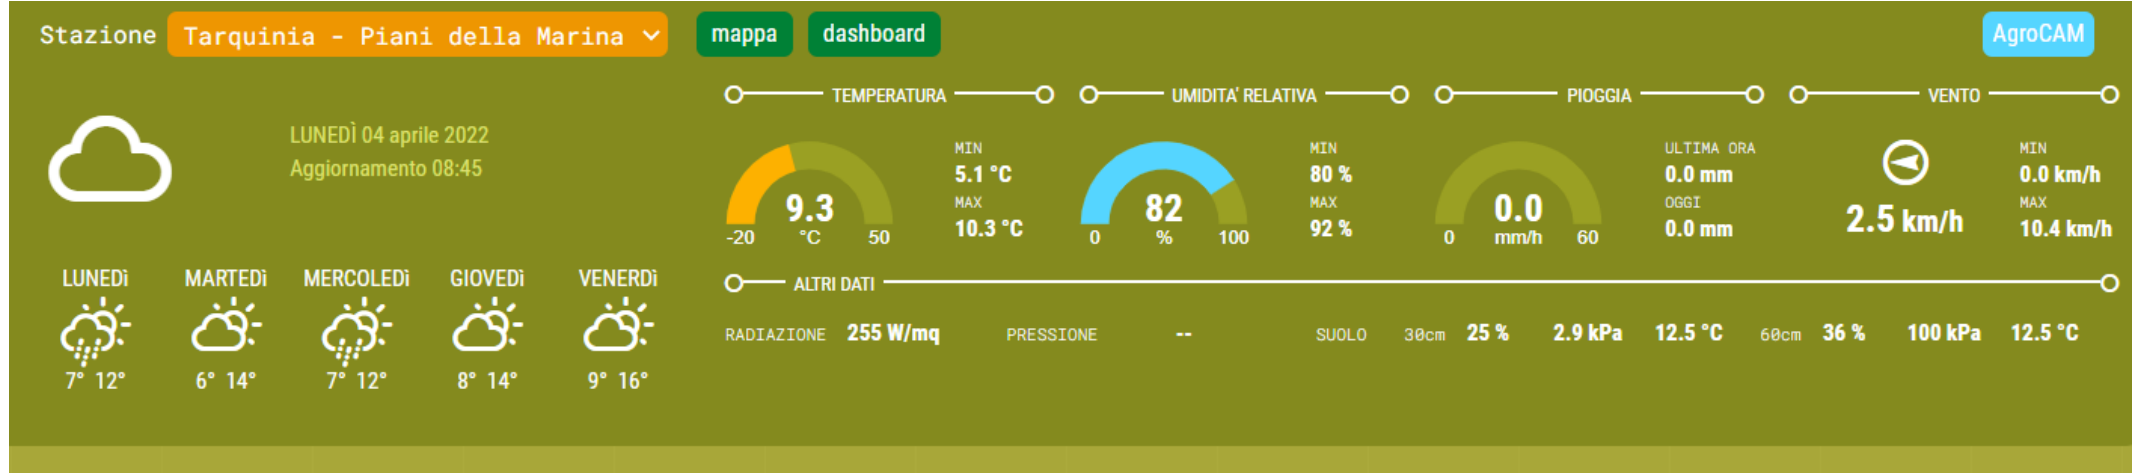 Stazione Tarquinia - Piani della Marina mappa dashboard AgroCAM
LUNEDÌ 04 aprile 2022
Aggiornamento 08:45
LUNEDì MARTEDì MERCOLEDì GIOVEDì VENERDì
7° 12° 6° 14° 7° 12° 8° 14° 9° 16°
TEMPERATURA
9.3
-20 °C 50
MIN
5.1 °C
MAX
10.3 °C
UMIDITA' RELATIVA
82
0 % 100
MIN
80 %
MAX
92 %
PIOGGIA
0.0
0 mm/h 60
ULTIMA ORA
0.0 mm
OGGI
0.0 mm
VENTO
2.5 km/h
MIN
0.0 km/h
MAX
10.4 km/h
ALTRI DATI
RADIAZIONE 255 W/mq PRESSIONE -- SUOLO 30cm 25 % 2.9 kPa 12.5 °C 60cm 36 % 100 kPa 12.5 °C